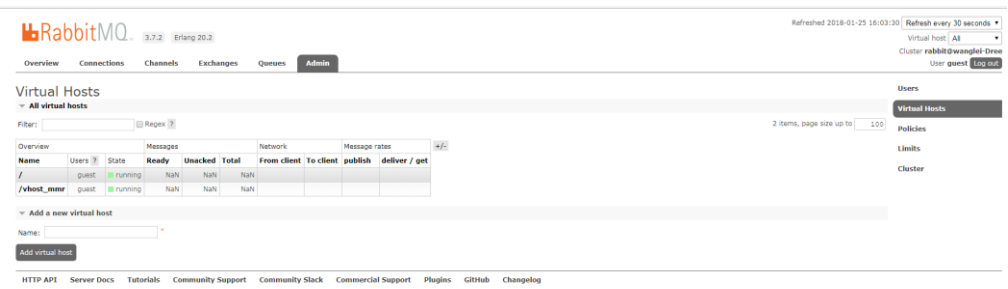 Refreshed 2018-01-25 16:03:30 Refresh every 30 seconds
RabbitMQ 3.7.2 Erlang 20.2
Virtual host All
Cluster rabbit@wanglei-Dree
User guest Log out
Overview Connections Channels Exchanges Queues Admin
Virtual Hosts
All virtual hosts
Filter: Regex ? 2 items, page size up to 100
Overview Messages Network Message rates +/-
Name Users ? State Ready Unacked Total From client To client publish deliver / get
/ guest running NaN NaN NaN
/vhost_mmr guest running NaN NaN NaN
Add a new virtual host
Name: *
Add virtual host
Users
Virtual Hosts
Policies
Limits
Cluster
HTTP API Server Docs Tutorials Community Support Community Slack Commercial Support Plugins GitHub Changelog